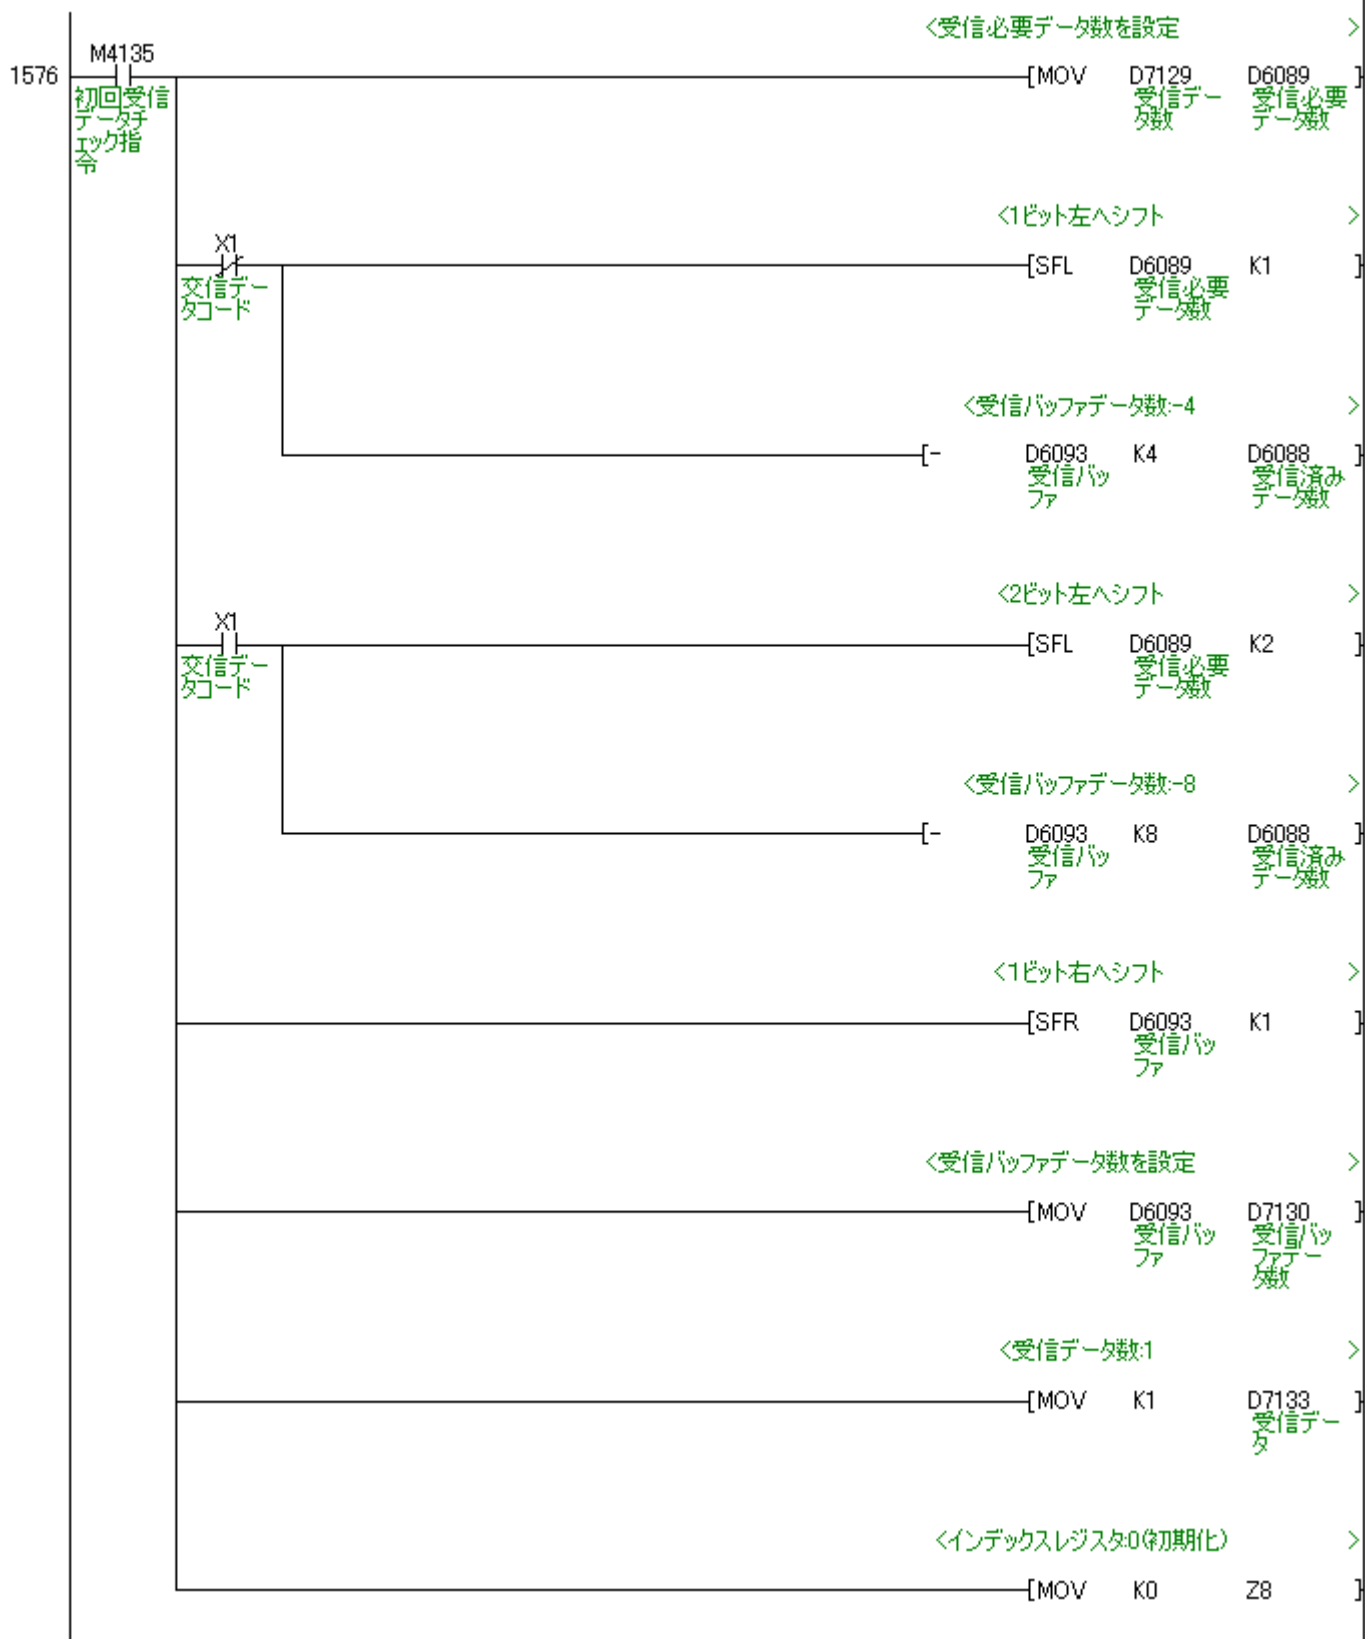 <受信必要データ数を設定 >
M4135
1576 [MOV D7129 D6089 ]
初回受信
データチ
ェック指
令
受信デー
タ数
受信必要
データ数
<1ビット左へシフト >
X1
[SFL D6089 K1 ]
交信デー
タコード
受信必要
データ数
<受信バッファデータ数:-4 >
[- D6093 K4 D6088 ]
受信バッ
ファ
受信済み
データ数
<2ビット左へシフト >
X1
[SFL D6089 K2 ]
交信デー
タコード
受信必要
データ数
<受信バッファデータ数:-8 >
[- D6093 K8 D6088 ]
受信バッ
ファ
受信済み
データ数
<1ビット右へシフト >
[SFR D6093 K1 ]
受信バッ
ファ
<受信バッファデータ数を設定 >
[MOV D6093 D7130 ]
受信バッ
ファ
受信バッ
ファデー
タ数
<受信データ数:1 >
[MOV K1 D7133 ]
受信デー
タ
<インデックスレジスタ:0(初期化) >
[MOV K0 Z8 ]